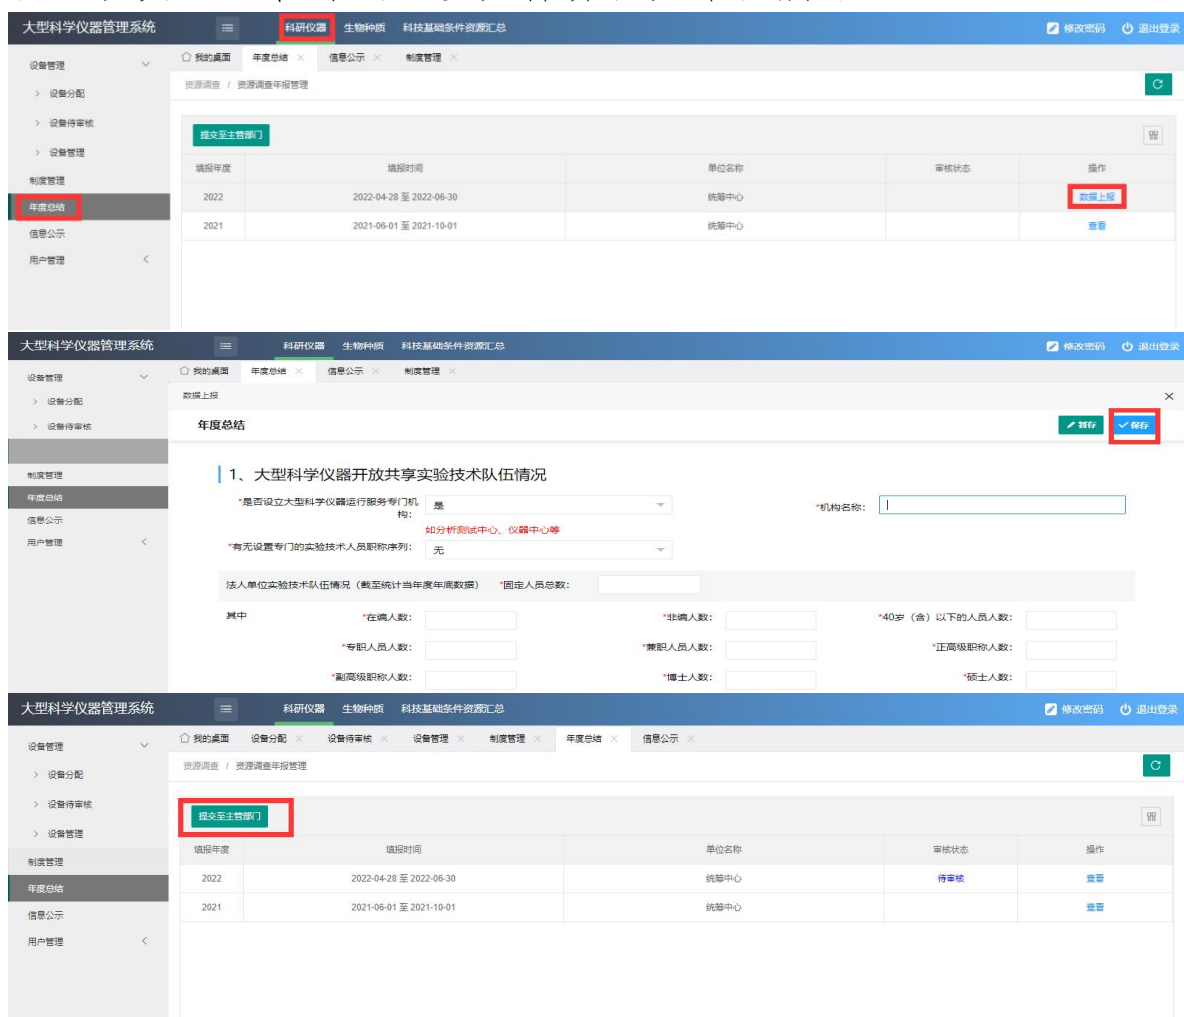 大型科学仪器管理系统 科研仪器 生物种质 科技基础条件资源汇总 修改密码 退出登录
设备管理 我的桌面 年度总结 信息公示 制度管理
设备分配 资源调查 / 资源调查年报管理
设备待审核 提交至主管部门
设备管理 填报年度 填报时间 单位名称 审核状态 操作
制度管理
年度总结 2022 2022-04-28 至 2022-06-30 统筹中心 数据上报
信息公示 2021 2021-06-01 至 2021-10-01 统筹中心 查看
用户管理
大型科学仪器管理系统 科研仪器 生物种质 科技基础条件资源汇总 修改密码 退出登录
设备管理 我的桌面 年度总结 信息公示 制度管理
设备分配 数据上报
设备待审核 年度总结 暂存 保存
制度管理 1、大型科学仪器开放共享实验技术队伍情况
年度总结 *是否设立大型科学仪器运行服务专门机构: 是 *机构名称:
信息公示 如分析测试中心、仪器中心等
用户管理 *有无设置专门的实验技术人员职称序列: 无
法人单位实验技术队伍情况（截至统计当年度年底数据） *固定人员总数:
其中 *在编人数: *非编人数: *40岁（含）以下的人员人数:
*专职人员人数: *兼职人员人数: *正高级职称人数:
*副高级职称人数: *博士人数: *硕士人数:
大型科学仪器管理系统 科研仪器 生物种质 科技基础条件资源汇总 修改密码 退出登录
设备管理 我的桌面 设备分配 设备待审核 设备管理 制度管理 年度总结 信息公示
设备分配 资源调查 / 资源调查年报管理
设备待审核 提交至主管部门
设备管理
制度管理 填报年度 填报时间 单位名称 审核状态 操作
年度总结 2022 2022-04-28 至 2022-06-30 统筹中心 待审核 查看
信息公示 2021 2021-06-01 至 2021-10-01 统筹中心 查看
用户管理